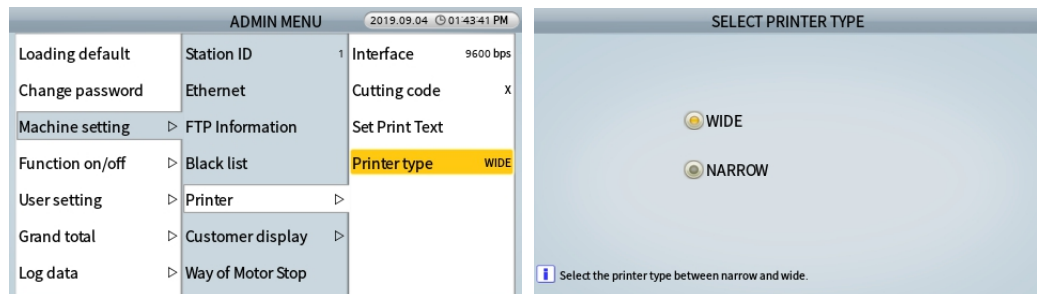 ADMIN MENU 2019.09.04 01:43:41 PM
Loading default
Change password
Machine setting ▷
Function on/off ▷
User setting ▷
Grand total ▷
Log data ▷
Station ID 1
Ethernet
FTP Information
Black list
Printer ▷
Customer display ▷
Way of Motor Stop
Interface 9600 bps
Cutting code X
Set Print Text
Printer type WIDE
SELECT PRINTER TYPE
WIDE
NARROW
i Select the printer type between narrow and wide.